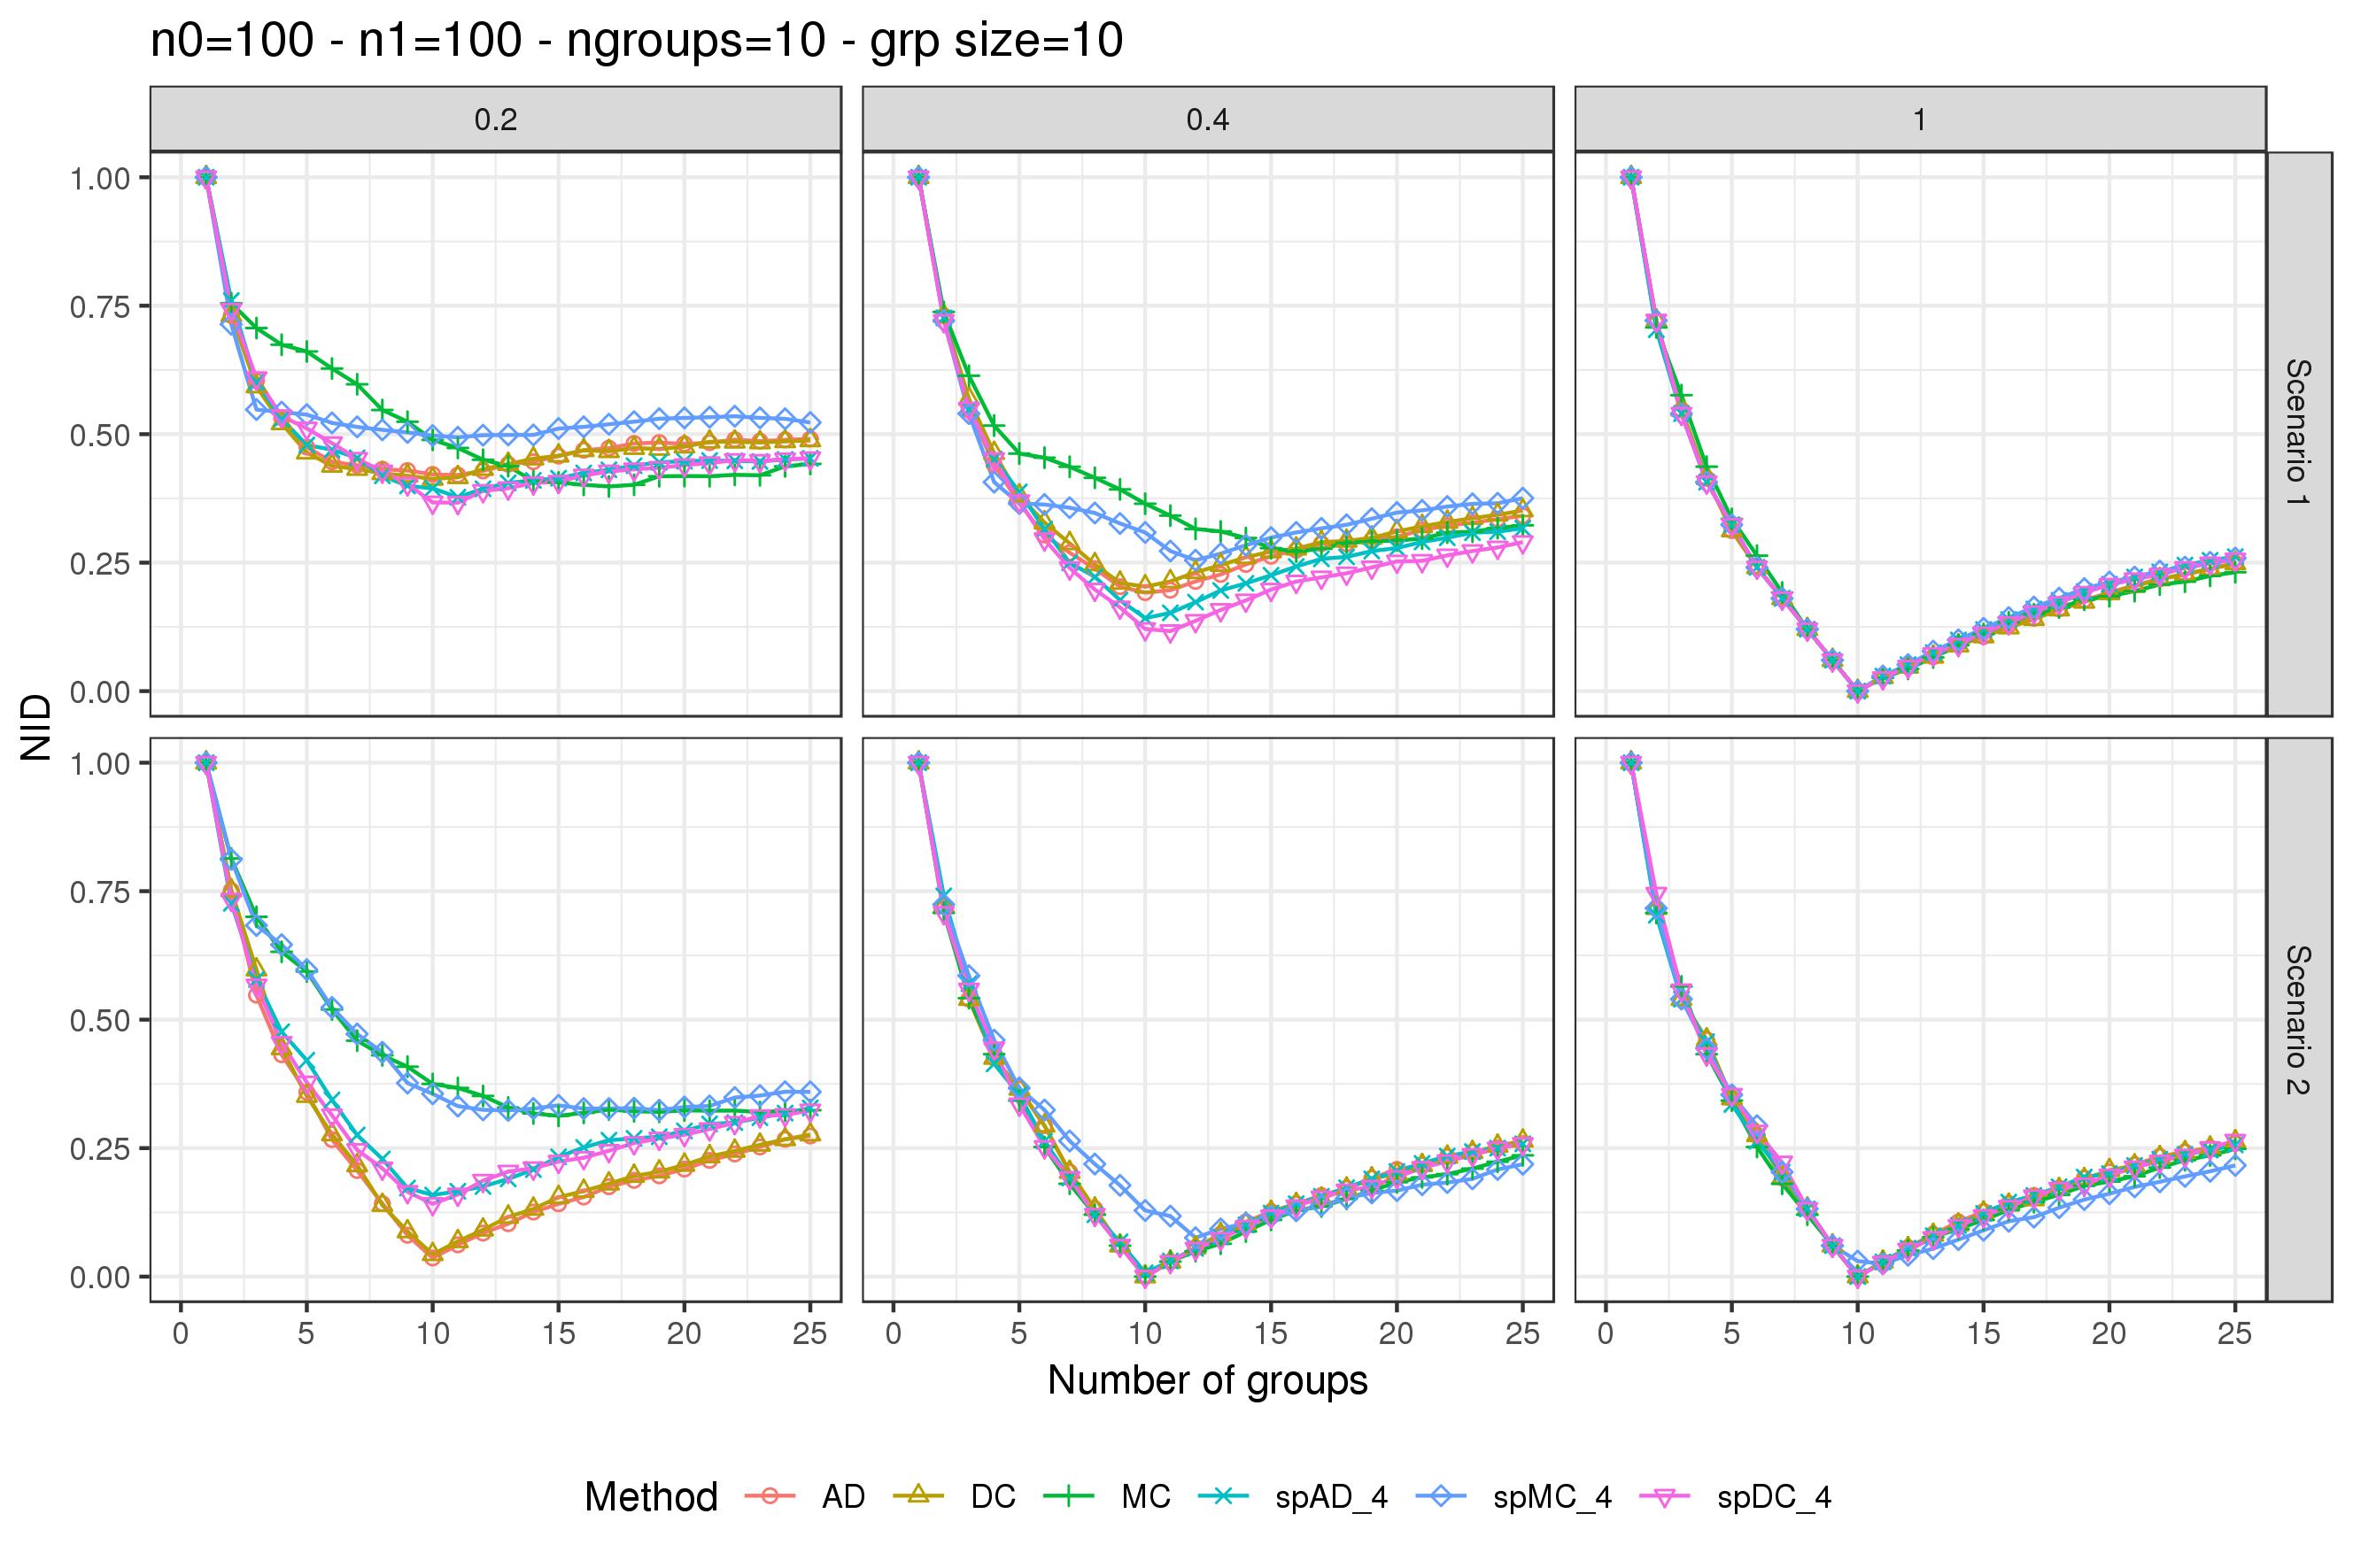 n0=100 - n1=100 - ngroups=10 - grp size=10
0.2 0.4 1
1.00
0.75
0.50
0.25
0.00
Scenario 1
NID
1.00
0.75
0.50
0.25
0.00
Scenario 2
0 5 10 15 20 25 0 5 10 15 20 25 0 5 10 15 20 25
Number of groups
Method AD DC MC spAD_4 spMC_4 spDC_4